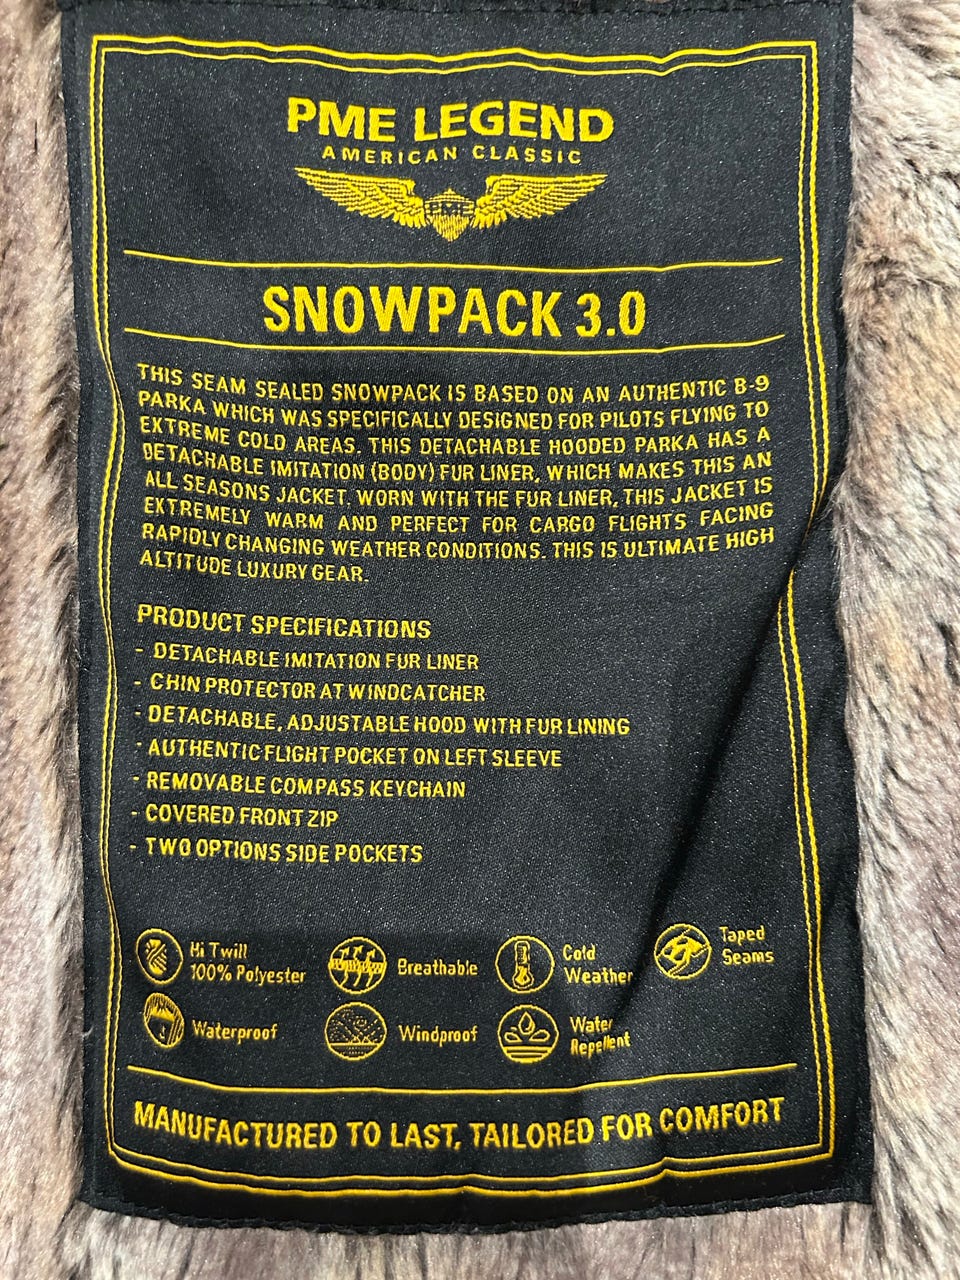 PME LEGEND
AMERICAN CLASSIC
PME
SNOWPACK 3.0
THIS SEAM SEALED SNOWPACK IS BASED ON AN AUTHENTIC B-9
PARKA WHICH WAS SPECIFICALLY DESIGNED FOR PILOTS FLYING TO
EXTREME COLD AREAS. THIS DETACHABLE HOODED PARKA HAS A
DETACHABLE IMITATION (BODY) FUR LINER, WHICH MAKES THIS AN
ALL SEASONS JACKET. WORN WITH THE FUR LINER, THIS JACKET IS
EXTREMELY WARM AND PERFECT FOR CARGO FLIGHTS FACING
RAPIDLY CHANGING WEATHER CONDITIONS. THIS IS ULTIMATE HIGH
ALTITUDE LUXURY GEAR.
PRODUCT SPECIFICATIONS
- DETACHABLE IMITATION FUR LINER
- CHIN PROTECTOR AT WINDCATCHER
- DETACHABLE, ADJUSTABLE HOOD WITH FUR LINING
- AUTHENTIC FLIGHT POCKET ON LEFT SLEEVE
- REMOVABLE COMPASS KEYCHAIN
- COVERED FRONT ZIP
- TWO OPTIONS SIDE POCKETS
Hi Twill
100% Polyester
Breathable
Cold
Weather
Taped
Seams
Waterproof
Windproof
Water
Repellent
MANUFACTURED TO LAST, TAILORED FOR COMFORT